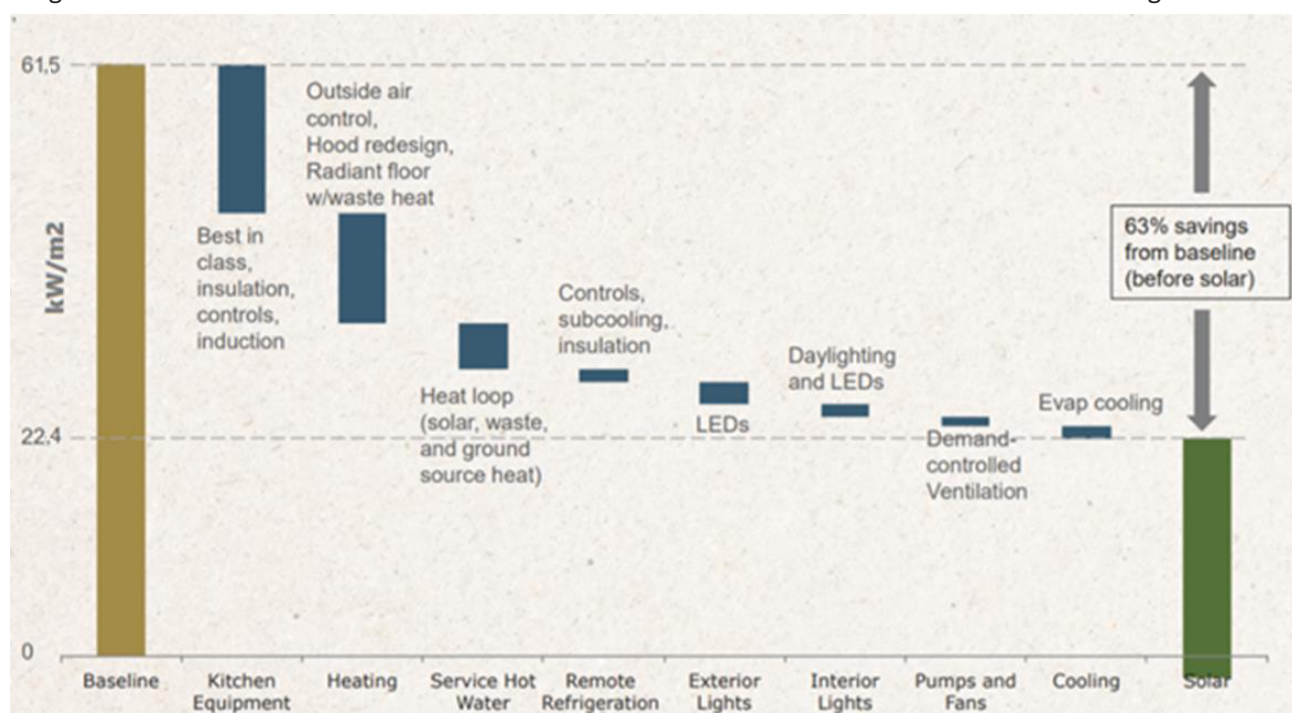 61,5
Outside air
control,
Hood redesign,
Radiant floor
w/waste heat
63% savings
from baseline
(before solar)
Best in
class,
insulation,
controls,
induction
kW/m2
Controls,
subcooling,
insulation
Daylighting
and LEDs
Heat loop
(solar, waste,
and ground
source heat)
LEDs
Evap cooling
22.4
Demand-
controlled
Ventilation
0
Baseline
Kitchen
Equipment
Heating
Service Hot
Water
Remote
Refrigeration
Exterior
Lights
Interior
Lights
Pumps and
Fans
Cooling
Solar